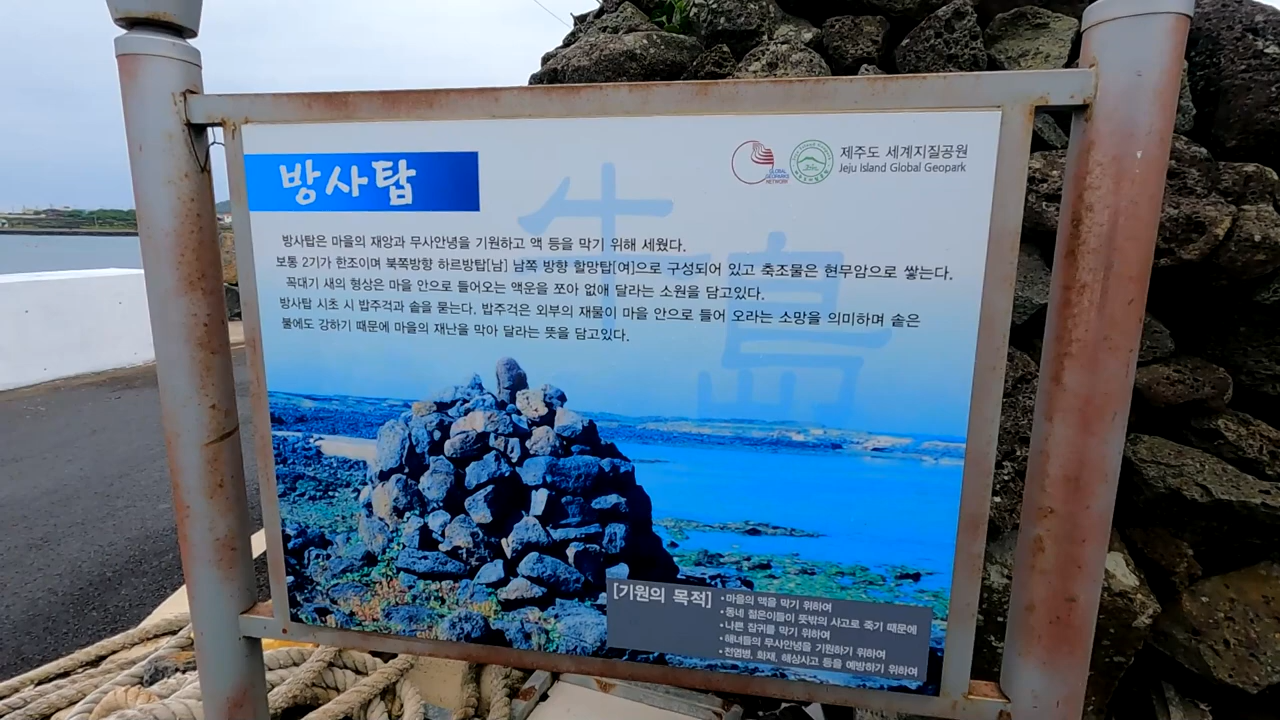 방사탑
牛
島
GLOBAL
GEOPARKS
NETWORK
제주도 세계지질공원
Jeju Island Global Geopark
방사탑은 마을의 재앙과 무사안녕을 기원하고 액 등을 막기 위해 세웠다.
보통 2기가 한조이며 북쪽방향 하르방탑[남] 남쪽 방향 할망탑[여]으로 구성되어 있고 축조물은 현무암으로 쌓는다.
꼭대기 새의 형상은 마을 안으로 들어오는 액운을 쪼아 없애 달라는 소원을 담고있다.
방사탑 시초 시 밥주걱과 솥을 묻는다. 밥주걱은 외부의 재물이 마을 안으로 들어 오라는 소망을 의미하며 솥은
불에도 강하기 때문에 마을의 재난을 막아 달라는 뜻을 담고있다.
[기원의 목적]
• 마을의 액을 막기 위하여
• 동네 젊은이들이 뜻밖의 사고로 죽기 때문에
• 나쁜 잡귀를 막기 위하여
• 해녀들의 무사안녕을 기원하기 위하여
• 전염병, 화재, 해상사고 등을 예방하기 위하여